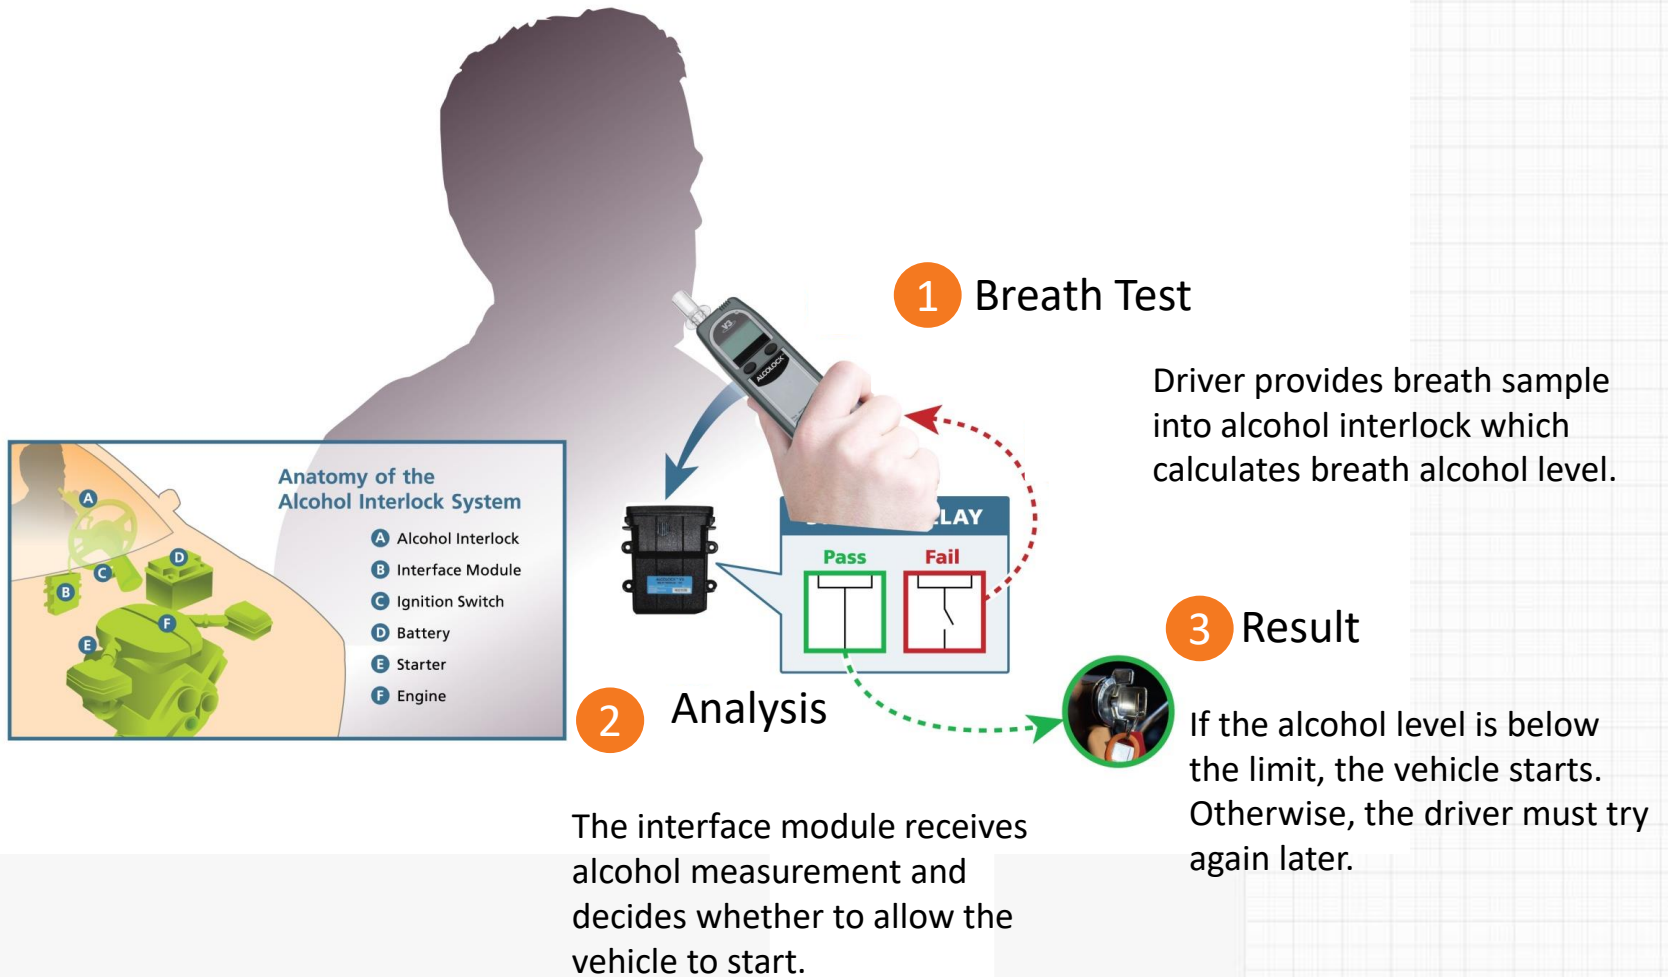 1 Breath Test
Driver provides breath sample
into alcohol interlock which
calculates breath alcohol level.
V3
ALCOLOCK
Anatomy of the
Alcohol Interlock System
A Alcohol Interlock
B Interface Module
C Ignition Switch
D Battery
E Starter
F Engine
A
B
C
D
E
F
Pass Fail
2 Analysis
The interface module receives
alcohol measurement and
decides whether to allow the
vehicle to start.
3 Result
If the alcohol level is below
the limit, the vehicle starts.
Otherwise, the driver must try
again later.